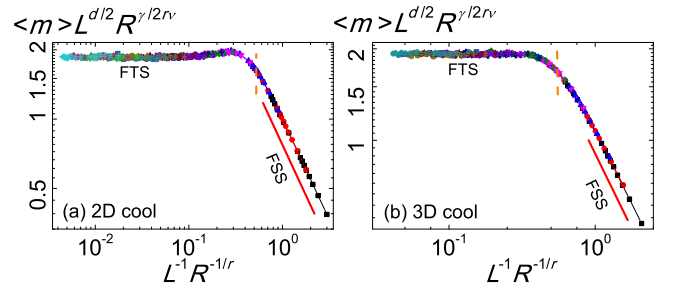 <m>L^{d/2}R^{γ/2rν}
<m>L^{d/2}R^{γ/2rν}
2
1.5
1
0.5
FTS
FSS
(a) 2D cool
10^{-2}
10^{-1}
10^{0}
L^{-1}R^{-1/r}
2
1.5
1
FTS
FSS
(b) 3D cool
10^{-1}
10^{0}
L^{-1}R^{-1/r}